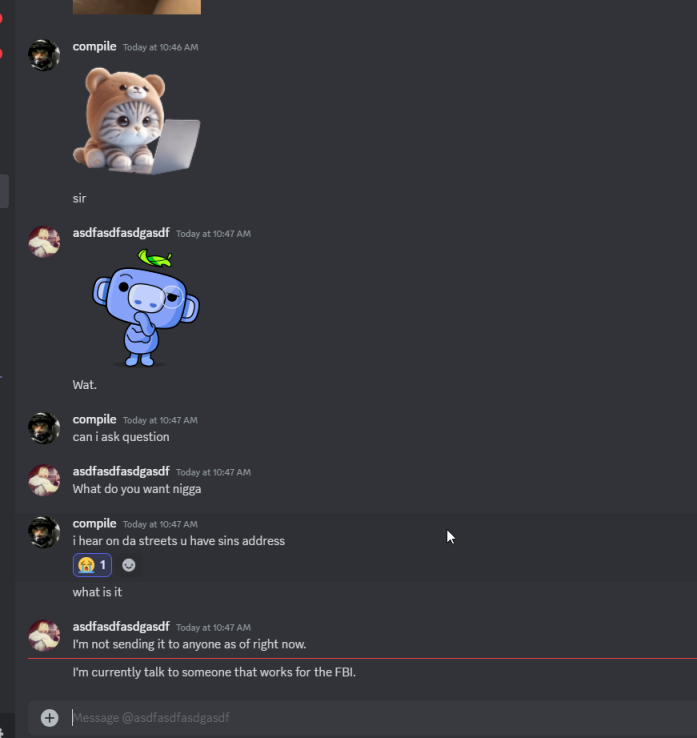 compile Today at 10:46 AM
sir
asdfasdfasdgasdf Today at 10:47 AM
Wat.
compile Today at 10:47 AM
can i ask question
asdfasdfasdgasdf Today at 10:47 AM
What do you want nigga
compile Today at 10:47 AM
i hear on da streets u have sins address
1
what is it
asdfasdfasdgasdf Today at 10:47 AM
I'm not sending it to anyone as of right now.
I'm currently talk to someone that works for the FBI.
Message @asdfasdfasdgasdf